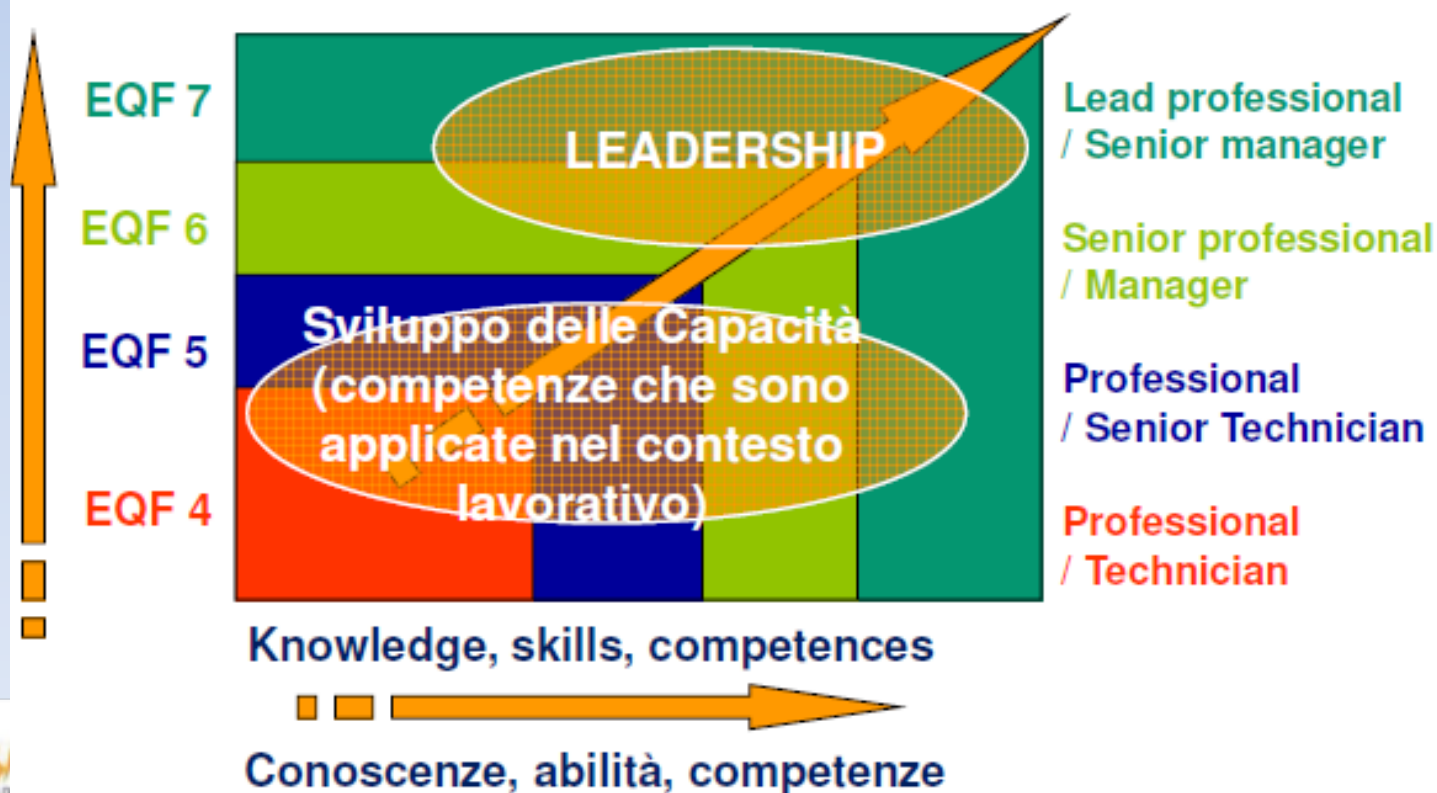 EQF 7
EQF 6
EQF 5
EQF 4
LEADERSHIP
Sviluppo delle Capacità
(competenze che sono
applicate nel contesto
lavorativo)
Lead professional
/ Senior manager
Senior professional
/ Manager
Professional
/ Senior Technician
Professional
/ Technician
Knowledge, skills, competences
Conoscenze, abilità, competenze